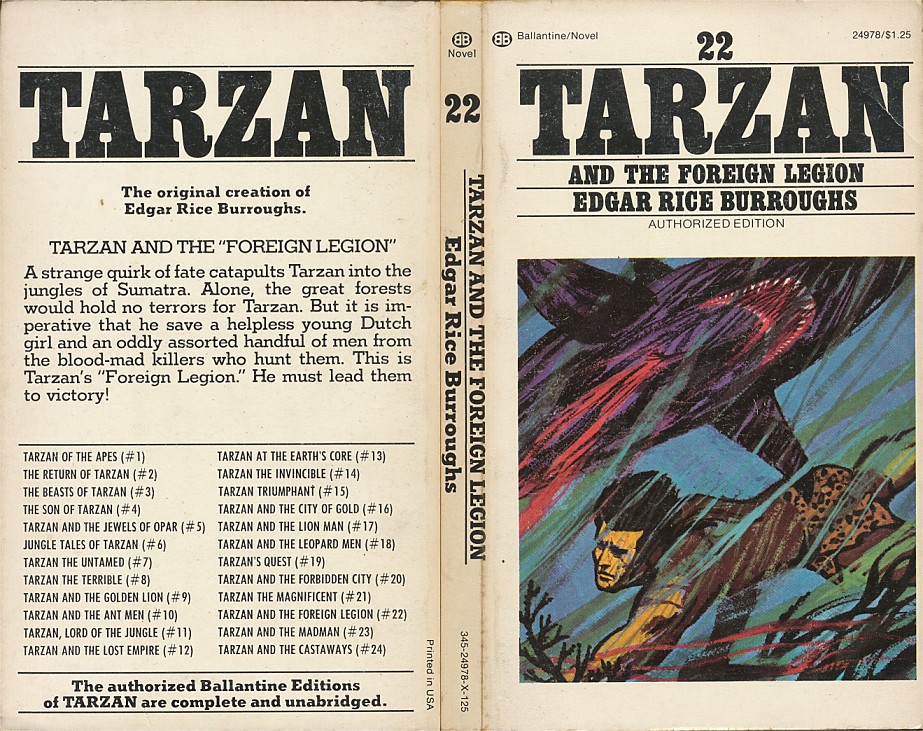 TARZAN
The original creation of
Edgar Rice Burroughs.
TARZAN AND THE "FOREIGN LEGION"
A strange quirk of fate catapults Tarzan into the
jungles of Sumatra. Alone, the great forests
would hold no terrors for Tarzan. But it is im-
perative that he save a helpless young Dutch
girl and an oddly assorted handful of men from
the blood-mad killers who hunt them. This is
Tarzan's "Foreign Legion." He must lead them
to victory!
TARZAN OF THE APES (#1)
THE RETURN OF TARZAN (#2)
THE BEASTS OF TARZAN (#3)
THE SON OF TARZAN (#4)
TARZAN AND THE JEWELS OF OPAR (#5)
JUNGLE TALES OF TARZAN (#6)
TARZAN THE UNTAMED (#7)
TARZAN THE TERRIBLE (#8)
TARZAN AND THE GOLDEN LION (#9)
TARZAN AND THE ANT MEN (#10)
TARZAN, LORD OF THE JUNGLE (#11)
TARZAN AND THE LOST EMPIRE (#12)
TARZAN AT THE EARTH'S CORE (#13)
TARZAN THE INVINCIBLE (#14)
TARZAN TRIUMPHANT (#15)
TARZAN AND THE CITY OF GOLD (#16)
TARZAN AND THE LION MAN (#17)
TARZAN AND THE LEOPARD MEN (#18)
TARZAN'S QUEST (#19)
TARZAN AND THE FORBIDDEN CITY (#20)
TARZAN THE MAGNIFICENT (#21)
TARZAN AND THE FOREIGN LEGION (#22)
TARZAN AND THE MADMAN (#23)
TARZAN AND THE CASTAWAYS (#24)
The authorized Ballantine Editions
of TARZAN are complete and unabridged.
Printed in USA
BB
Novel
22
TARZAN AND THE FOREIGN LEGION
Edgar Rice Burroughs
345-24978-X-125
BB Ballantine/Novel
24978/$1.25
22
TARZAN
AND THE FOREIGN LEGION
EDGAR RICE BURROUGHS
AUTHORIZED EDITION